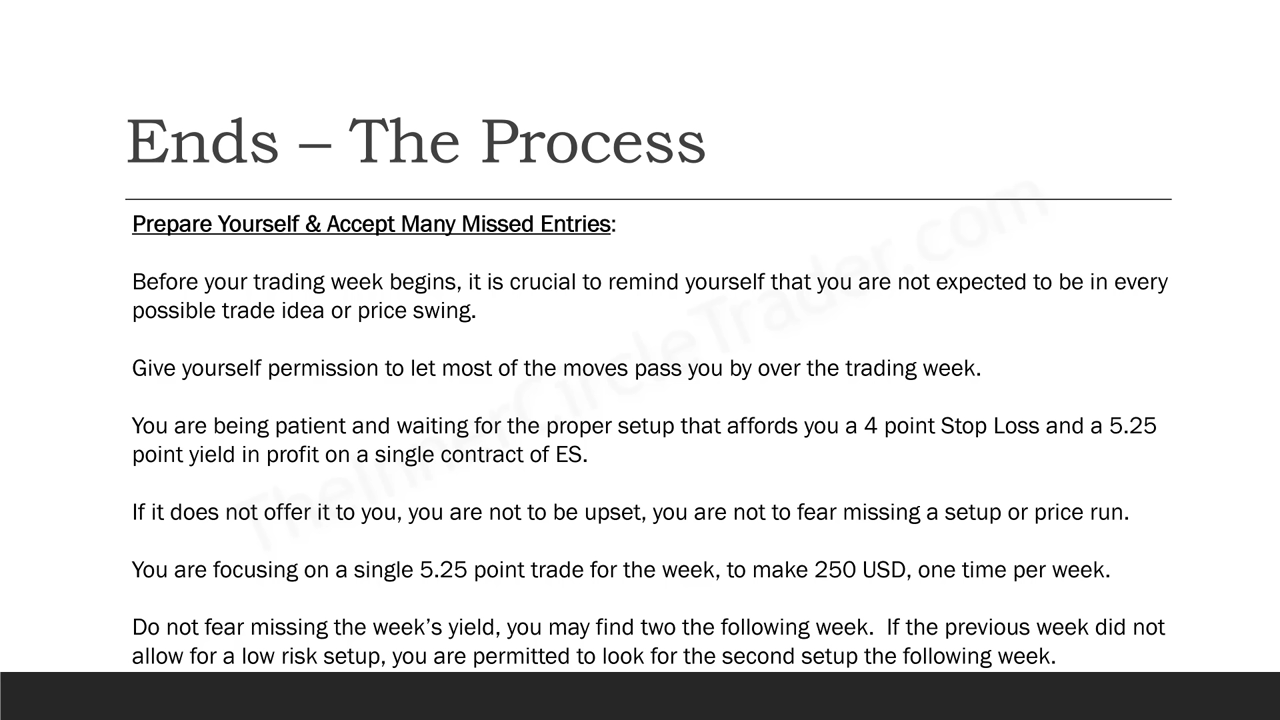 Ends – The Process
Prepare Yourself & Accept Many Missed Entries:
Before your trading week begins, it is crucial to remind yourself that you are not expected to be in every
possible trade idea or price swing.
Give yourself permission to let most of the moves pass you by over the trading week.
You are being patient and waiting for the proper setup that affords you a 4 point Stop Loss and a 5.25
point yield in profit on a single contract of ES.
If it does not offer it to you, you are not to be upset, you are not to fear missing a setup or price run.
You are focusing on a single 5.25 point trade for the week, to make 250 USD, one time per week.
Do not fear missing the week’s yield, you may find two the following week.  If the previous week did not
allow for a low risk setup, you are permitted to look for the second setup the following week.
TheInnerCircleTrader.com